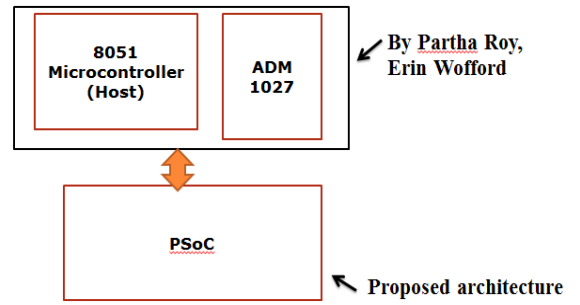 8051
Microcontroller
(Host)
ADM
1027
By Partha Roy,
Erin Wofford
PSoC
Proposed architecture